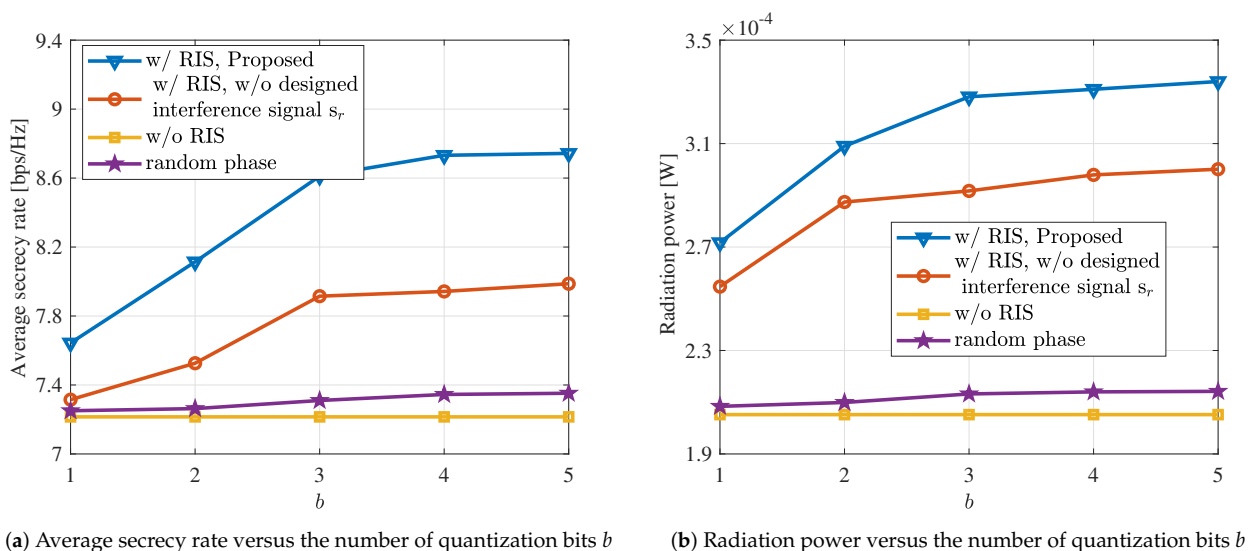 9.4
9
8.6
8.2
7.8
7.4
7
1 2 3 4 5
b
Average secrecy rate [bps/Hz]
w/ RIS, Proposed
w/ RIS, w/o designed
interference signal sᵣ
w/o RIS
random phase
(a) Average secrecy rate versus the number of quantization bits b
×10⁻⁴
3.5
3.1
2.7
2.3
1.9
1 2 3 4 5
b
Radiation power [W]
w/ RIS, Proposed
w/ RIS, w/o designed
interference signal sᵣ
w/o RIS
random phase
(b) Radiation power versus the number of quantization bits b